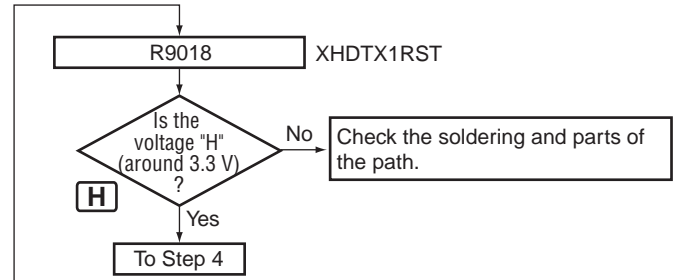 R9018 XHDTX1RST
Is the
voltage "H"
(around 3.3 V)
?
H
No
Check the soldering and parts of
the path.
Yes
To Step 4